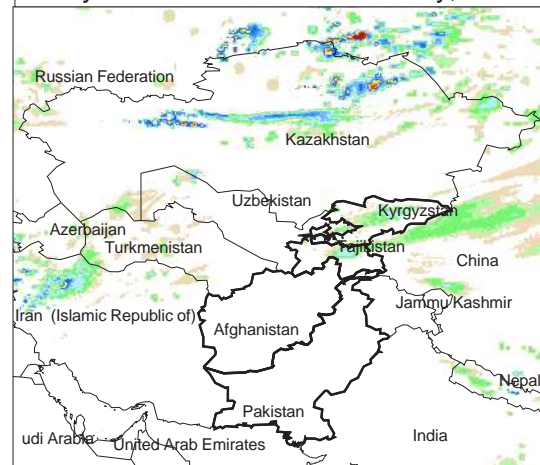 Russian Federation
Kazakhstan
Uzbekistan
Kyrgyzstan
Azerbaijan
Turkmenistan
Tajikistan
China
Jammu Kashmir
Iran (Islamic Republic of)
Afghanistan
Nepal
Pakistan
India
udi Arabia
United Arab Emirates